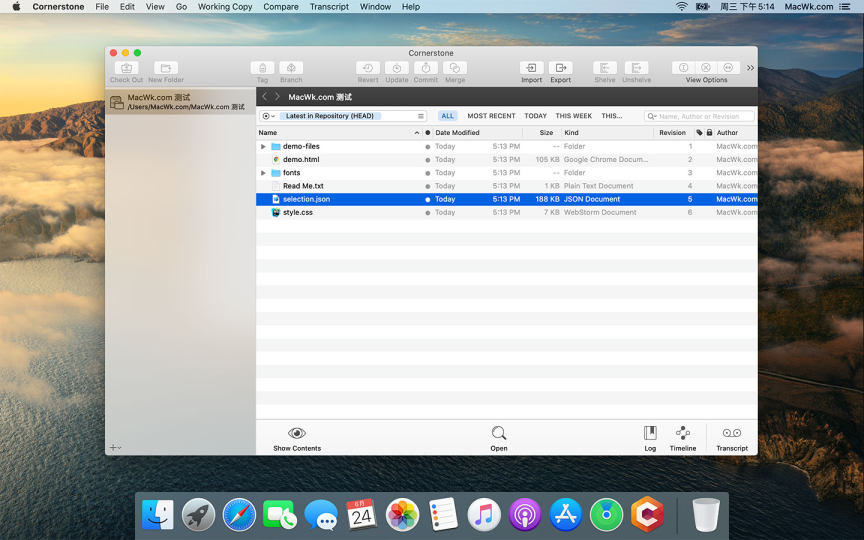 Cornerstone File Edit View Go Working Copy Compare Transcript Window Help 周三 下午 5:14 MacWk.com
Cornerstone
Check Out New Folder Tag Branch Revert Update Commit Merge Import Export Shelve Unshelve View Options
MacWk.com 测试
/Users/MacWk.com/MacWk.com 测试
MacWk.com 测试
Latest in Repository (HEAD) ALL MOST RECENT TODAY THIS WEEK THIS... Name, Author or Revision
Name Date Modified Size Kind Revision Author
demo-files Today 5:13 PM -- Folder 1 MacWk.com
demo.html Today 5:13 PM 105 KB Google Chrome Docum... 2 MacWk.com
fonts Today 5:13 PM -- Folder 3 MacWk.com
Read Me.txt Today 5:13 PM 1 KB Plain Text Document 4 MacWk.com
selection.json Today 5:13 PM 188 KB JSON Document 5 MacWk.com
style.css Today 5:13 PM 7 KB WebStorm Document 6 MacWk.com
Show Contents Open Log Timeline Transcript
6月
24